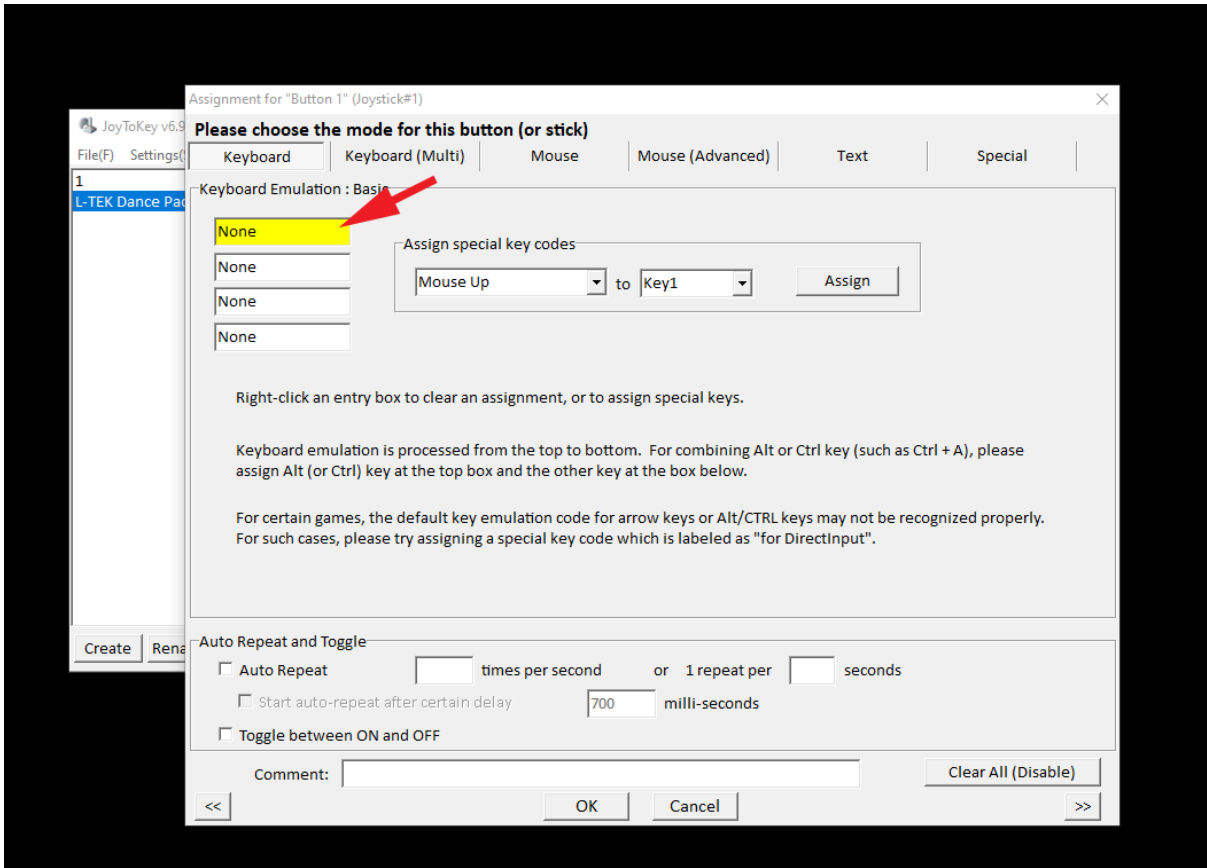 Assignment for "Button 1" (Joystick#1)
JoyToKey v6.9
File(F) Settings(
1
L-TEK Dance Pa
Please choose the mode for this button (or stick)
Keyboard Keyboard (Multi) Mouse Mouse (Advanced) Text Special
Keyboard Emulation : Basic
None
None
None
None
Assign special key codes
Mouse Up to Key1 Assign
Right-click an entry box to clear an assignment, or to assign special keys.
Keyboard emulation is processed from the top to bottom. For combining Alt or Ctrl key (such as Ctrl + A), please
assign Alt (or Ctrl) key at the top box and the other key at the box below.
For certain games, the default key emulation code for arrow keys or Alt/CTRL keys may not be recognized properly.
For such cases, please try assigning a special key code which is labeled as "for DirectInput".
Create Rena
Auto Repeat and Toggle
Auto Repeat times per second or 1 repeat per seconds
Start auto-repeat after certain delay 700 milli-seconds
Toggle between ON and OFF
Comment: Clear All (Disable)
<< OK Cancel >>